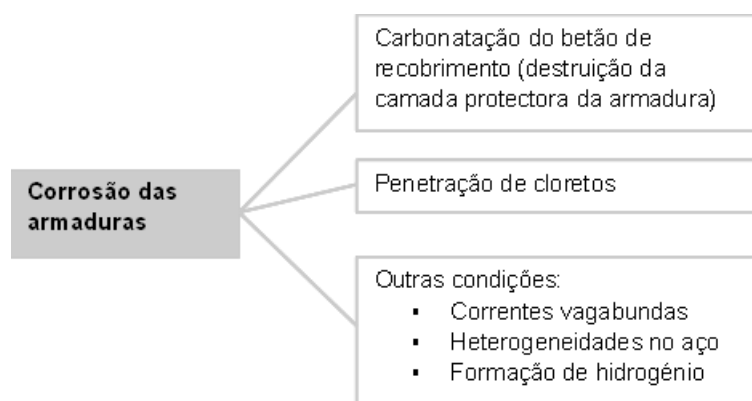 Carbonatação do betão de
recobrimento (destruição da
camada protectora da armadura)
Corrosão das
armaduras
Penetração de cloretos
Outras condições:
▪ Correntes vagabundas
▪ Heterogeneidades no aço
▪ Formação de hidrogénio